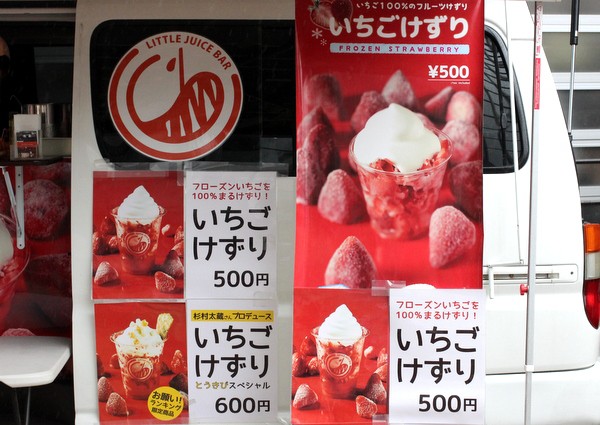 LITTLE JUICE BAR
いちご100%のフルーツけずり
いちごけずり
FROZEN STRAWBERRY
¥500
フローズンいちごを
100%まるけずり!
いちご
けずり
500円
杉村太蔵さんプロデュース
いちご
けずり
とうきびスペシャル
600円
お願い!
ランキング
限定商品
フローズンいちごを
100%まるけずり!
いちご
けずり
500円